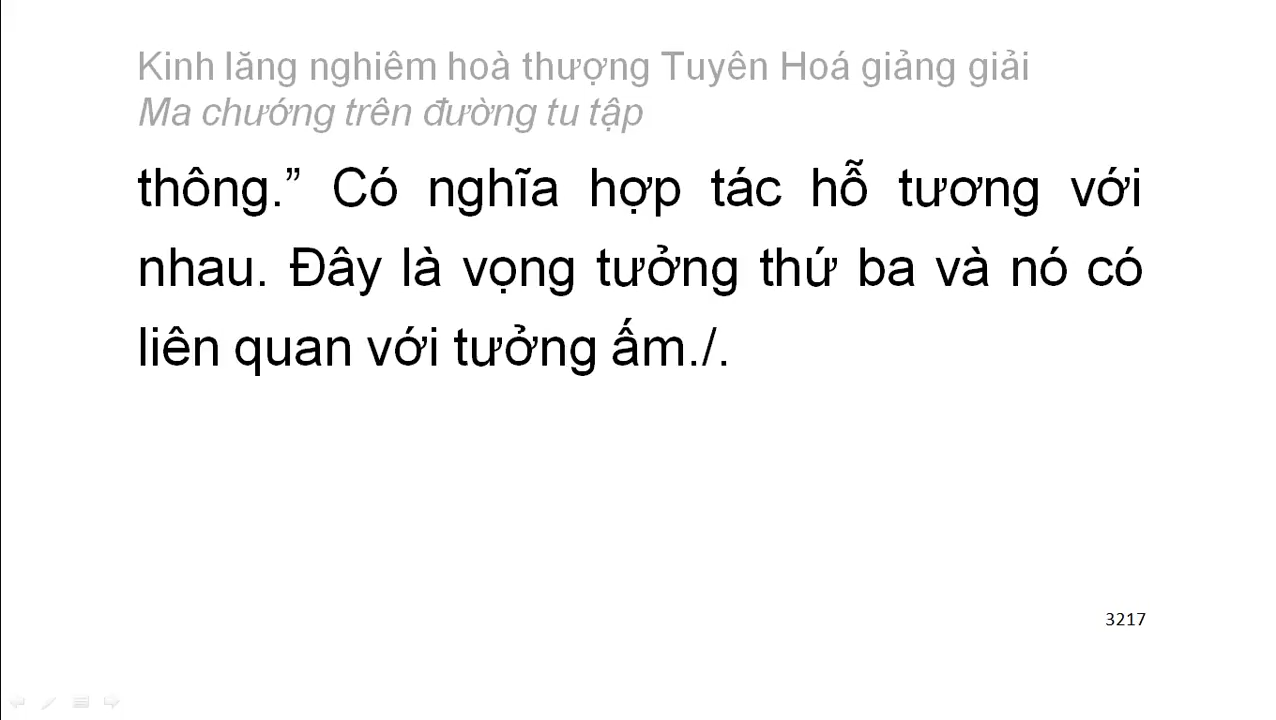 Kinh lăng nghiêm hoà thượng Tuyên Hoá giảng giải
Ma chướng trên đường tu tập
thông.” Có nghĩa hợp tác hỗ tương với
nhau. Đây là vọng tưởng thứ ba và nó có
liên quan với tưởng ấm./.
3217